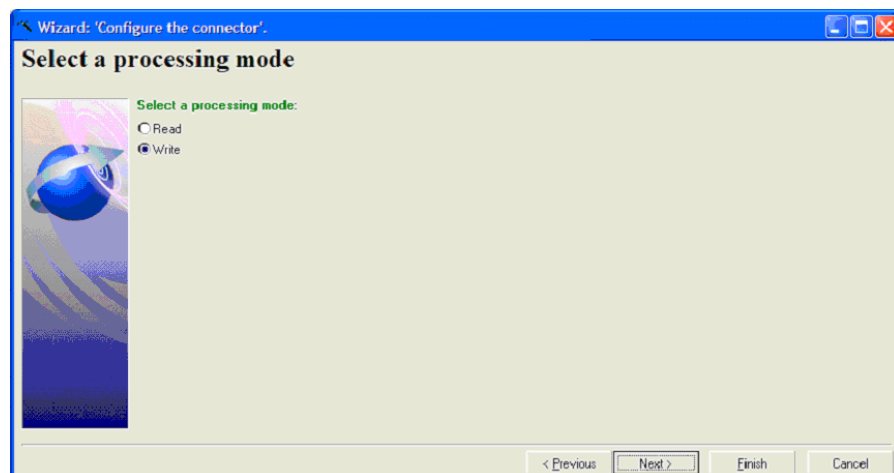 Wizard: 'Configure the connector'.
Select a processing mode
Select a processing mode:
Read
Write
< Previous Next > Finish Cancel